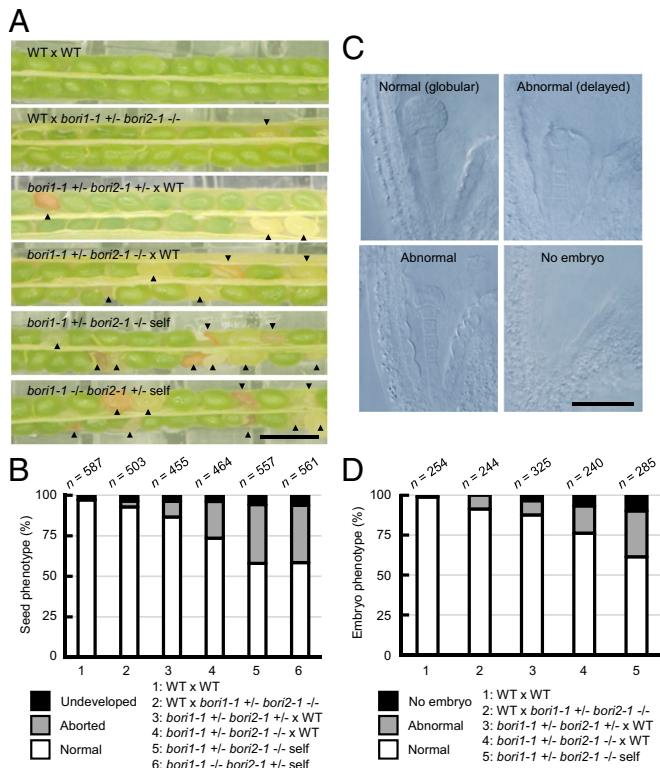 A
WT x WT
WT x bori1-1 +/- bori2-1 -/-
bori1-1 +/- bori2-1 +/- x WT
bori1-1 +/- bori2-1 -/- x WT
bori1-1 +/- bori2-1 -/- self
bori1-1 -/- bori2-1 +/- self
B
n = 587
n = 503
n = 455
n = 464
n = 557
n = 561
Seed phenotype (%)
100
75
50
25
0
1 2 3 4 5 6
Undeveloped
Aborted
Normal
1: WT x WT
2: WT x bori1-1 +/- bori2-1 -/-
3: bori1-1 +/- bori2-1 +/- x WT
4: bori1-1 +/- bori2-1 -/- x WT
5: bori1-1 +/- bori2-1 -/- self
6: bori1-1 -/- bori2-1 +/- self
C
Normal (globular)
Abnormal (delayed)
Abnormal
No embryo
D
n = 254
n = 244
n = 325
n = 240
n = 285
Embryo phenotype (%)
100
75
50
25
0
1 2 3 4 5
No embryo
Abnormal
Normal
1: WT x WT
2: WT x bori1-1 +/- bori2-1 -/-
3: bori1-1 +/- bori2-1 +/- x WT
4: bori1-1 +/- bori2-1 -/- x WT
5: bori1-1 +/- bori2-1 -/- self